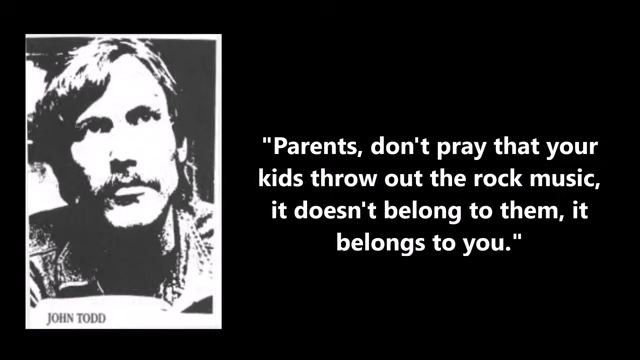 "Parents, don't pray that your
kids throw out the rock music,
it doesn't belong to them, it
belongs to you."
JOHN TODD